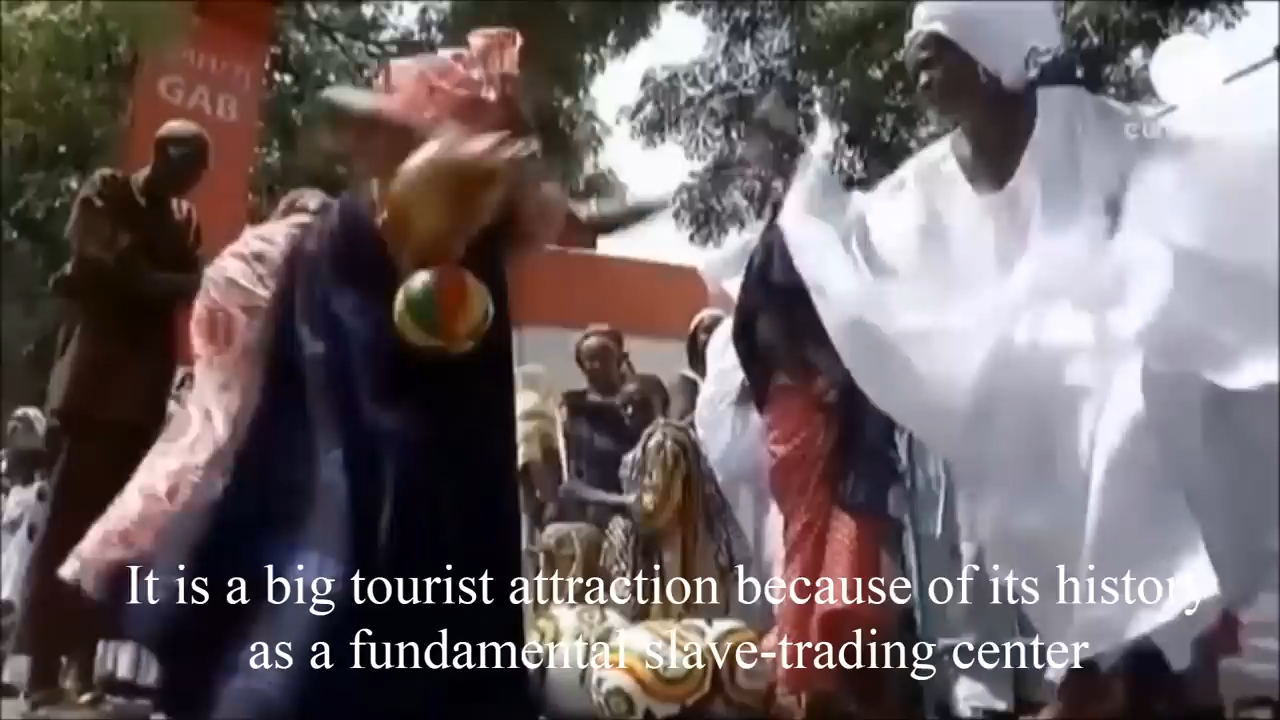 GAB
It is a big tourist attraction because of its history
as a fundamental slave-trading center